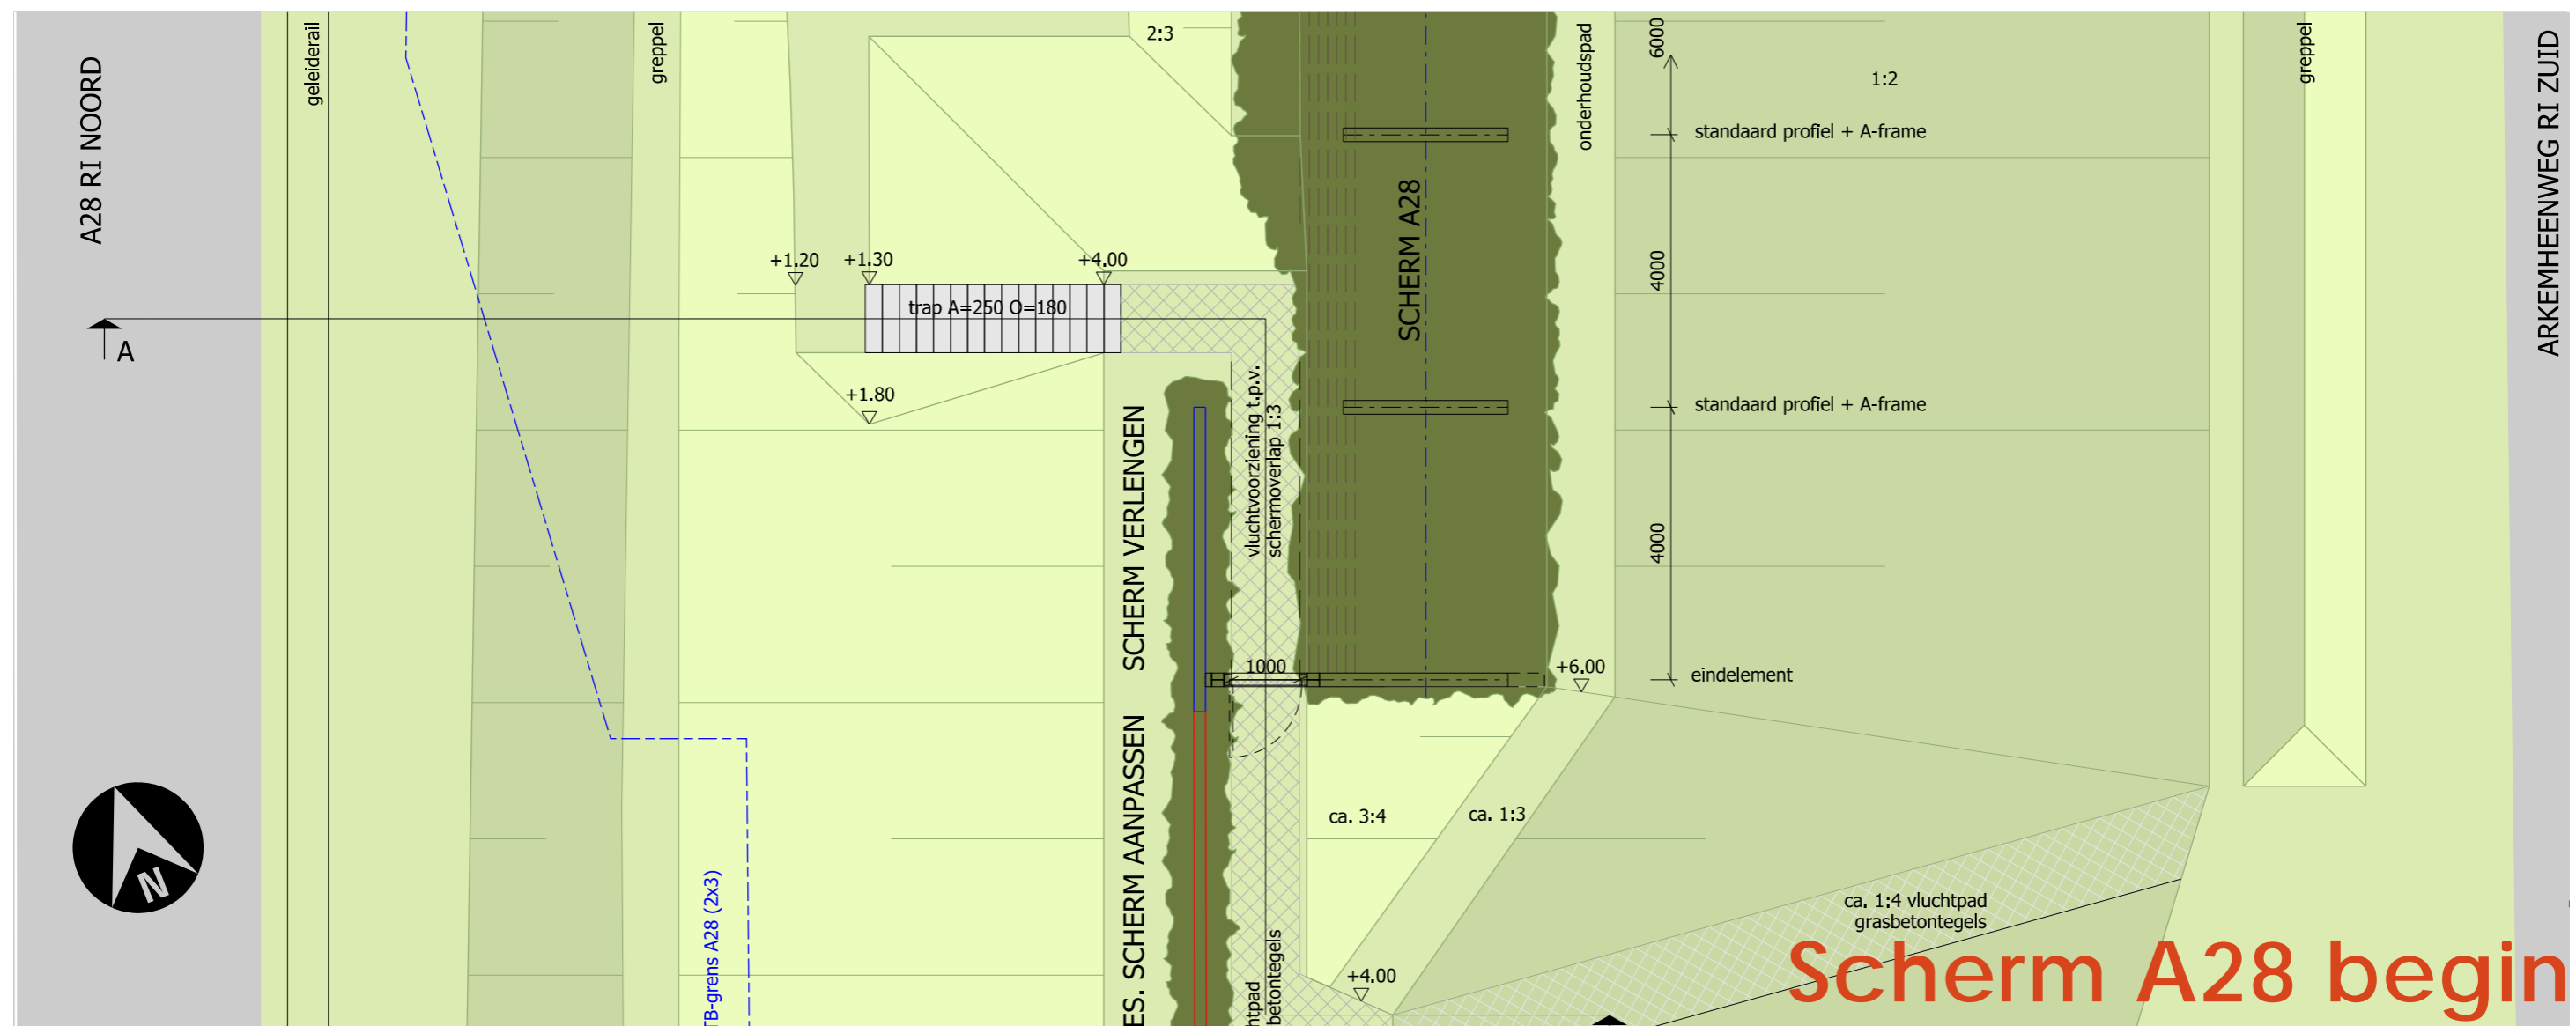 A28 RI NOORD
geleiderail
greppel
2:3
onderhoudspad
6000
1:2
greppel
ARKEMHEENWEG RI ZUID
standaard profiel + A-frame
SCHERM A28
+1.20
+1.30
+4.00
4000
trap A=250 O=180
A
+1.80
vluchtvoorziening t.p.v.
schermoverlap 1:3
standaard profiel + A-frame
SCHERM VERLENGEN
4000
1000
+6.00
eindelement
SCHERM AANPASSEN
ca. 3:4
ca. 1:3
N
TB-grens A28 (2x3)
ca. 1:4 vluchtpad
grasbetontegels
+4.00
Scherm A28 begin